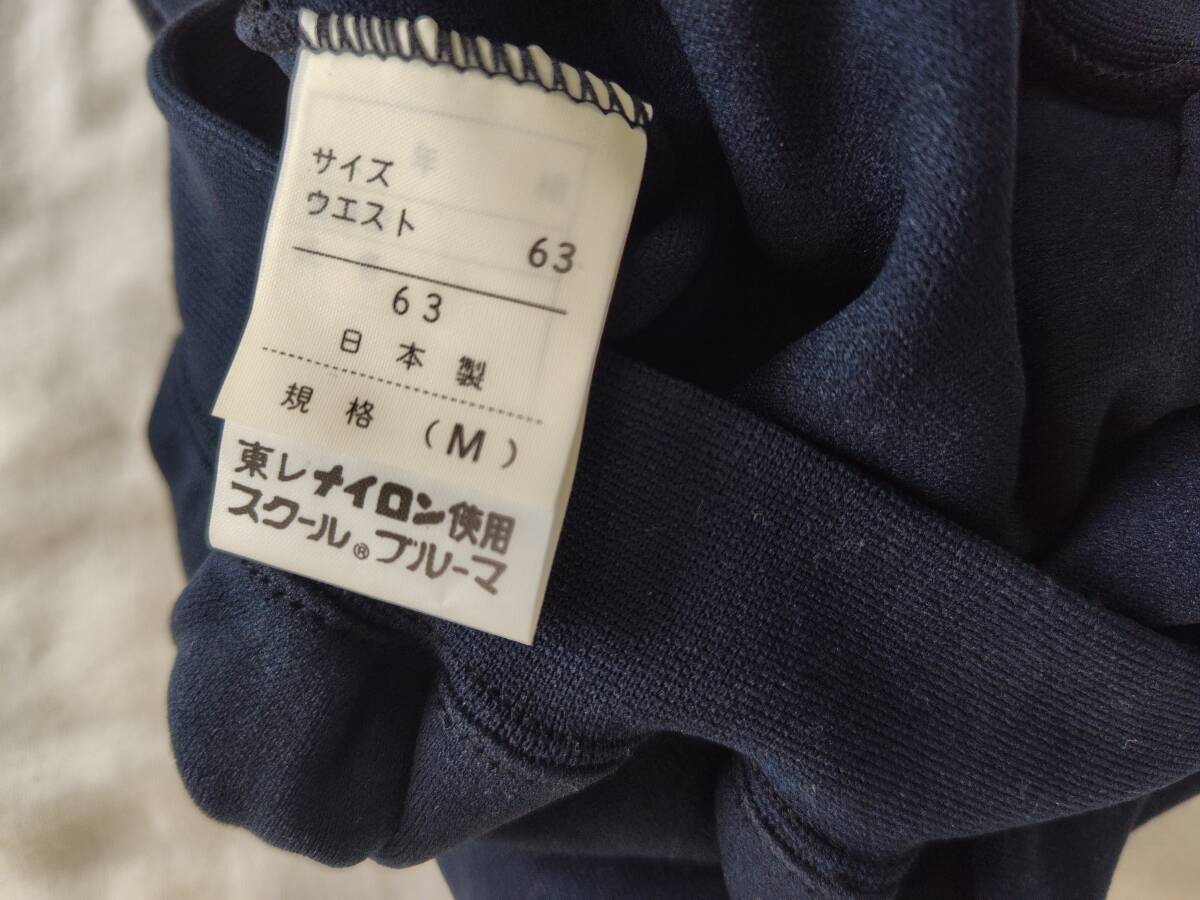 サイズ
ウエスト 63
63
日本製
規格 (M)
東レナイロン使用
スクール®ブルーマ